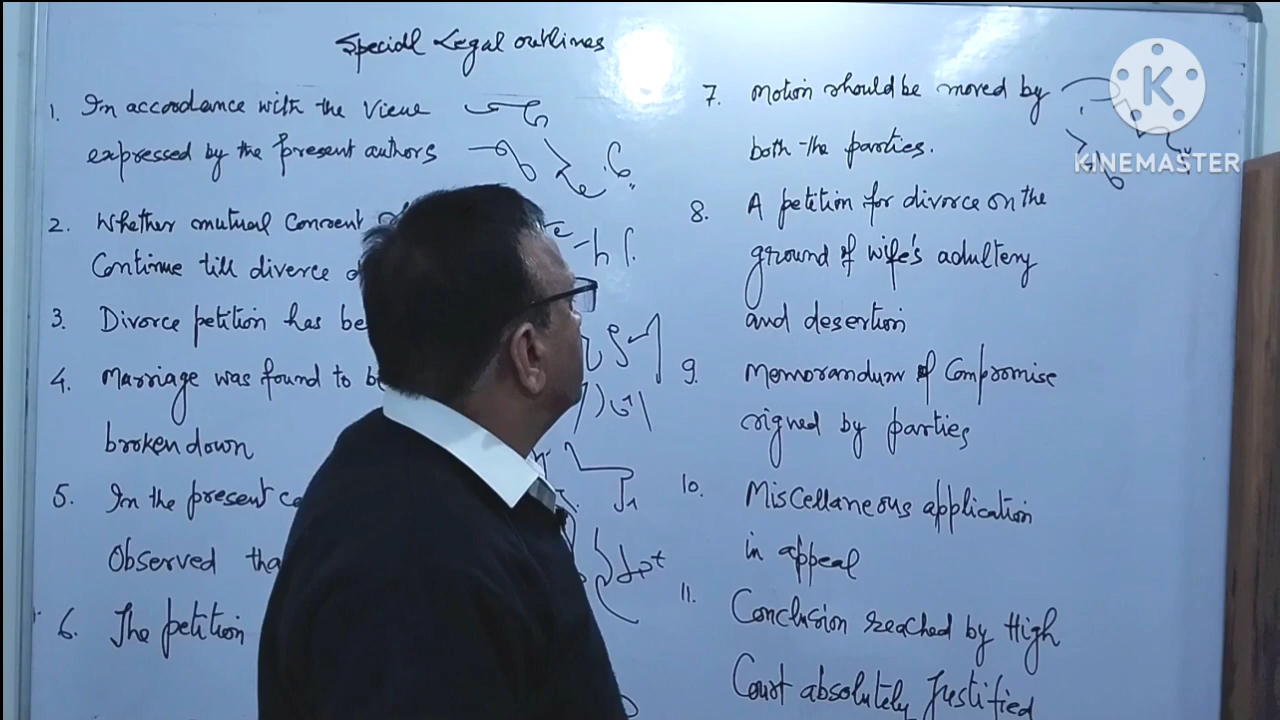 Special Legal outlines
1. In accordance with the view
expressed by the present authors
2. Whether mutual Consent
Continue till divorce
3. Divorce petition has be
4. Marriage was found to be
broken down
5. In the present ca
Observed tha
6. The petition
7. Motion should be moved by
both the parties.
8. A petition for divorce on the
ground of wife's adultery
and desertion
9. Memorandum of Compromise
signed by parties
10. Miscellaneous application
in appeal
11. Conclusion reached by High
Court absolutely Justified
K
KINEMASTER